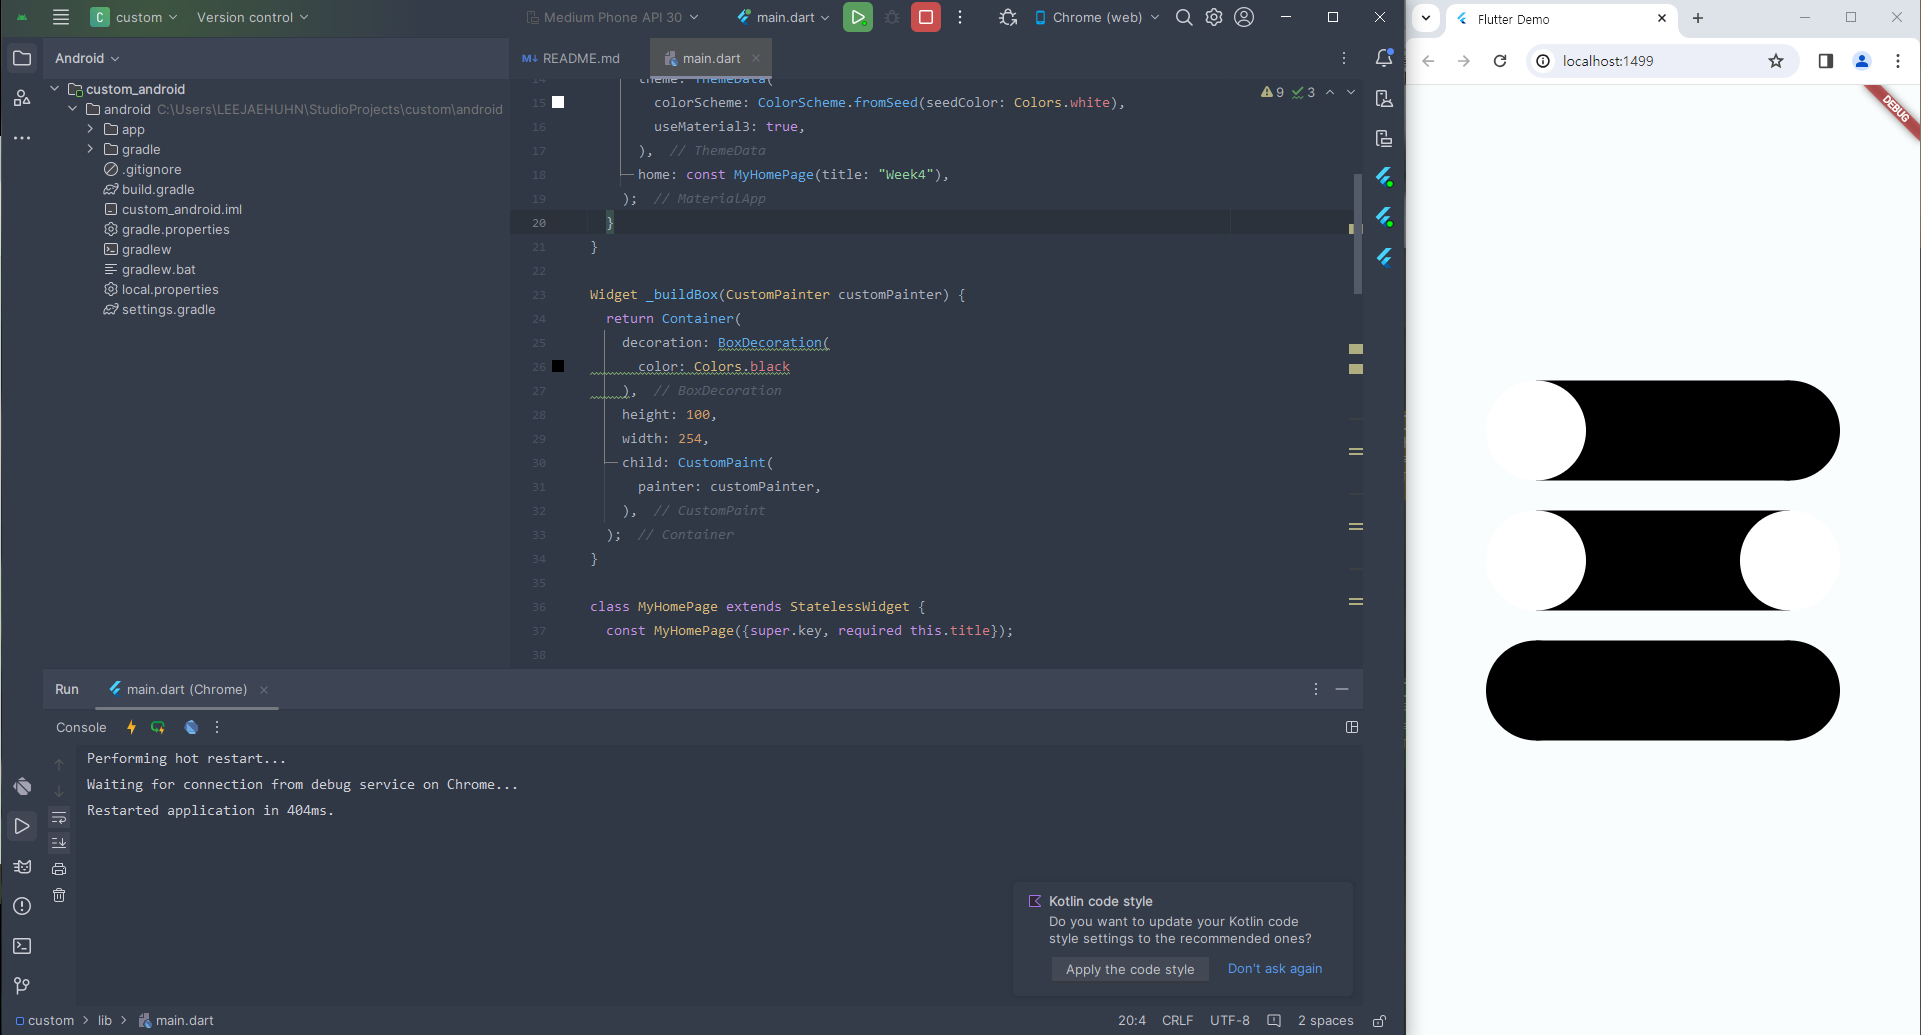 C custom Version control Medium Phone API 30 main.dart Chrome (web)
Android
custom_android
android C:\Users\LEEJAEHUHN\StudioProjects\custom\android
app
gradle
.gitignore
build.gradle
custom_android.iml
gradle.properties
gradlew
gradlew.bat
local.properties
settings.gradle
M↓ README.md main.dart
9 3
14 theme: ThemeData(
15 colorScheme: ColorScheme.fromSeed(seedColor: Colors.white),
16 useMaterial3: true,
17 ), // ThemeData
18 home: const MyHomePage(title: "Week4"),
19 ); // MaterialApp
20 }
21 }
22
23 Widget _buildBox(CustomPainter customPainter) {
24 return Container(
25 decoration: BoxDecoration(
26 color: Colors.black
27 ), // BoxDecoration
28 height: 100,
29 width: 254,
30 child: CustomPaint(
31 painter: customPainter,
32 ), // CustomPaint
33 ); // Container
34 }
35
36 class MyHomePage extends StatelessWidget {
37 const MyHomePage({super.key, required this.title});
38
Run main.dart (Chrome)
Console
Performing hot restart...
Waiting for connection from debug service on Chrome...
Restarted application in 404ms.
Kotlin code style
Do you want to update your Kotlin code
style settings to the recommended ones?
Apply the code style Don't ask again
custom > lib > main.dart
20:4 CRLF UTF-8 2 spaces
Flutter Demo
localhost:1499
DEBUG